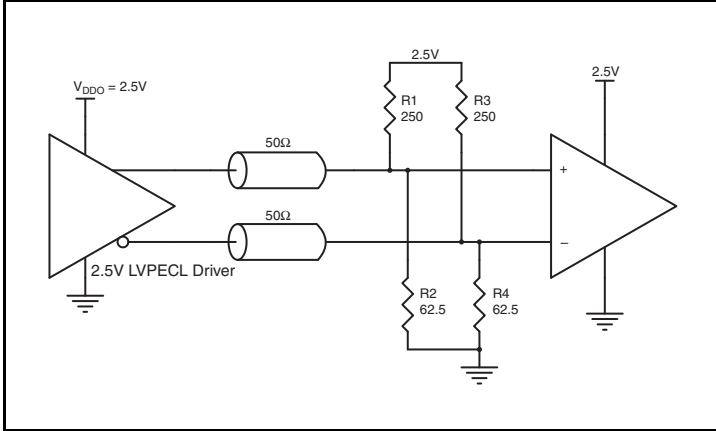 2.5V
V_DDO = 2.5V
2.5V
R1
250
R3
250
50Ω
+
50Ω
–
2.5V LVPECL Driver
R2
62.5
R4
62.5